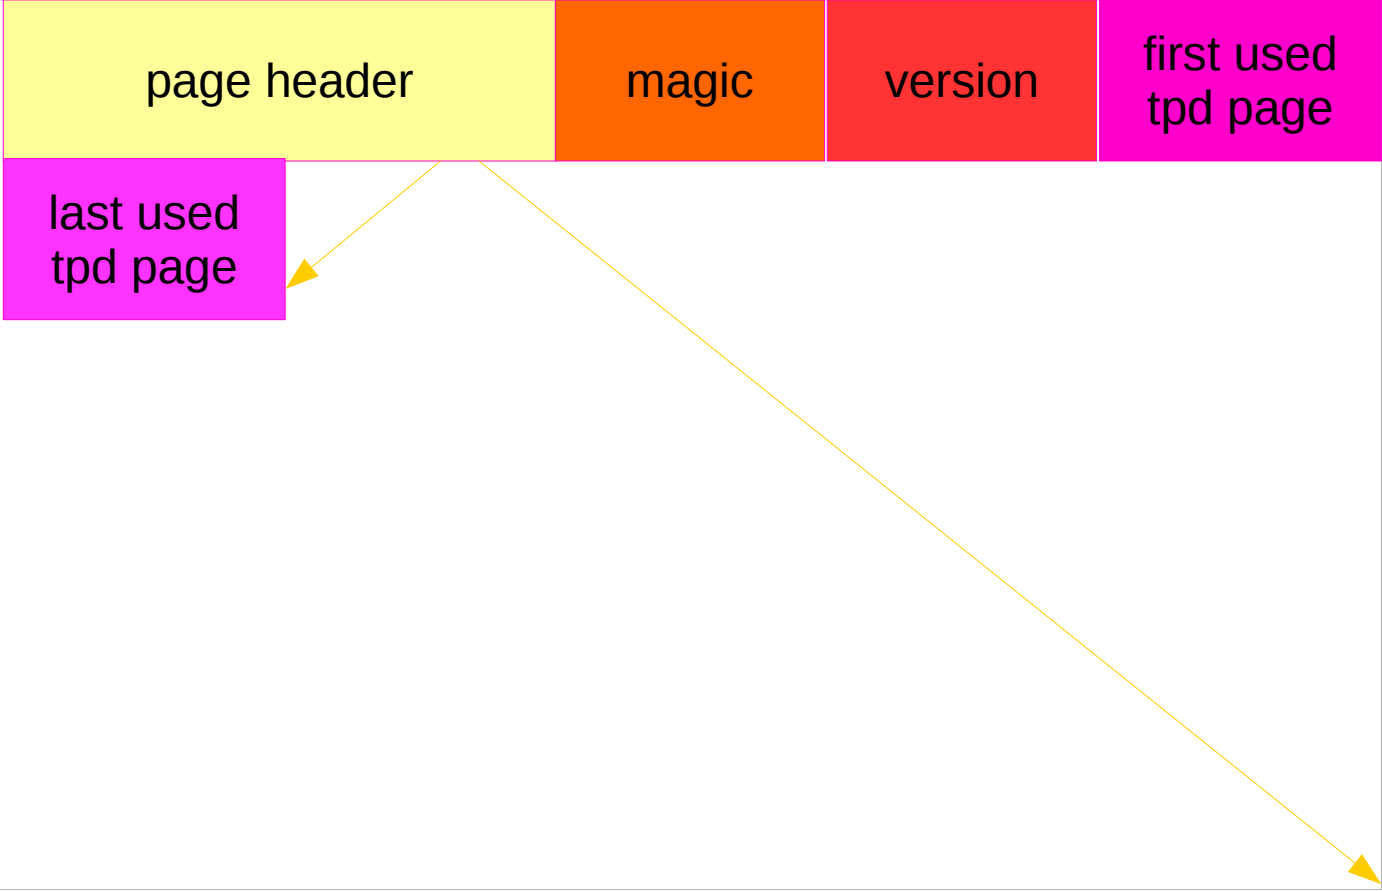 page header
magic
version
first used
tpd page
last used
tpd page